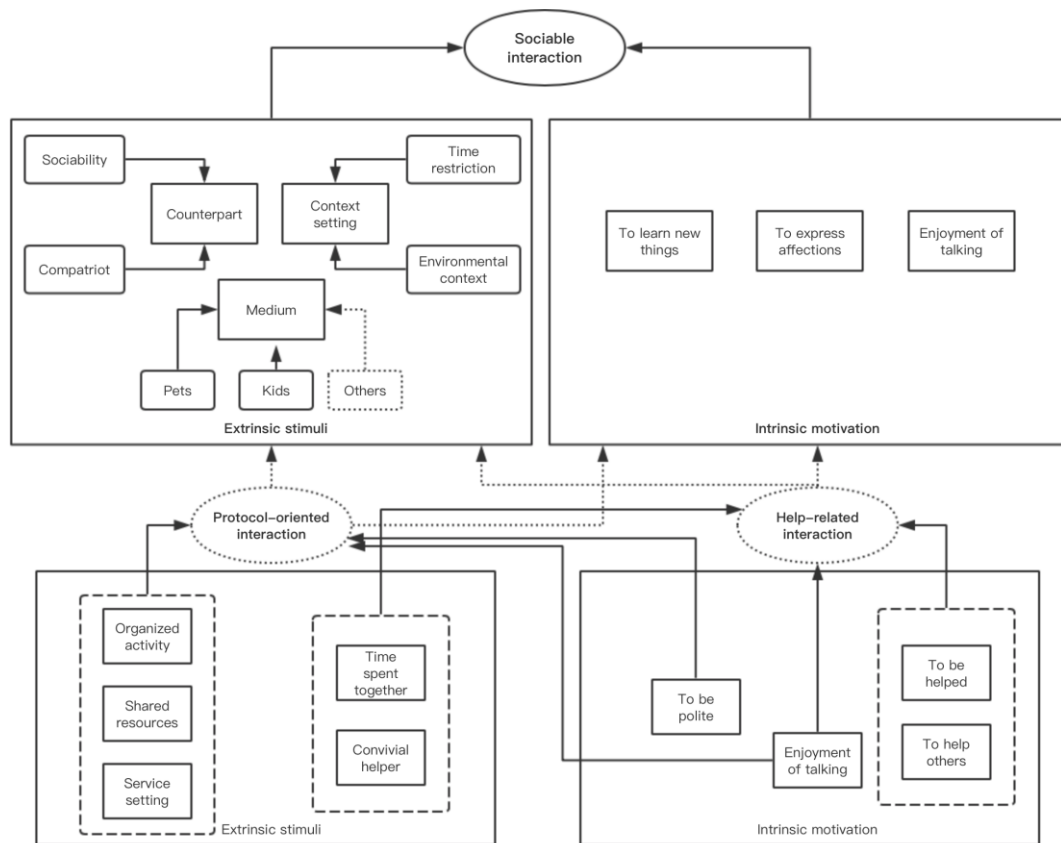 Sociable
interaction
Sociability
Time
restriction
Counterpart
Context
setting
To learn new
things
To express
affections
Enjoyment of
talking
Compatriot
Environmental
context
Medium
Pets
Kids
Others
Extrinsic stimuli
Intrinsic motivation
Protocol-oriented
interaction
Help-related
interaction
Organized
activity
Time
spent
together
To be
helped
Shared
resources
To be
polite
Convivial
helper
Enjoyment
of talking
To help
others
Service
setting
Extrinsic stimuli
Intrinsic motivation